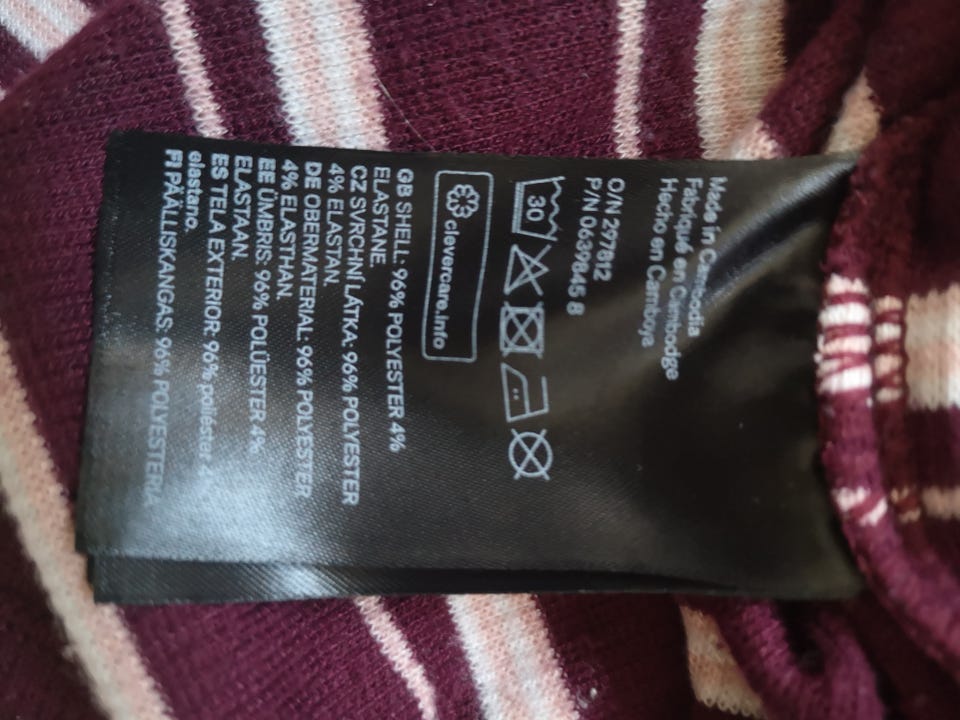 Made in Cambodia
Fabriqué en Cambodge
Hecho en Camboya
O/N 297812
P/N 0639845 8
30
clevercare.info
GB SHELL: 96% POLYESTER 4%
ELASTANE.
CZ SVRCHNÍ LÁTKA: 96% POLYESTER
4% ELASTAN.
DE OBERMATERIAL: 96% POLYESTER
4% ELASTHAN.
EE ÜMBRIS: 96% POLÜESTER 4%
ELASTAAN.
ES TELA EXTERIOR: 96% poliéster 4
elastano.
FI PÄÄLLISKANGAS: 96% POLYESTERIA